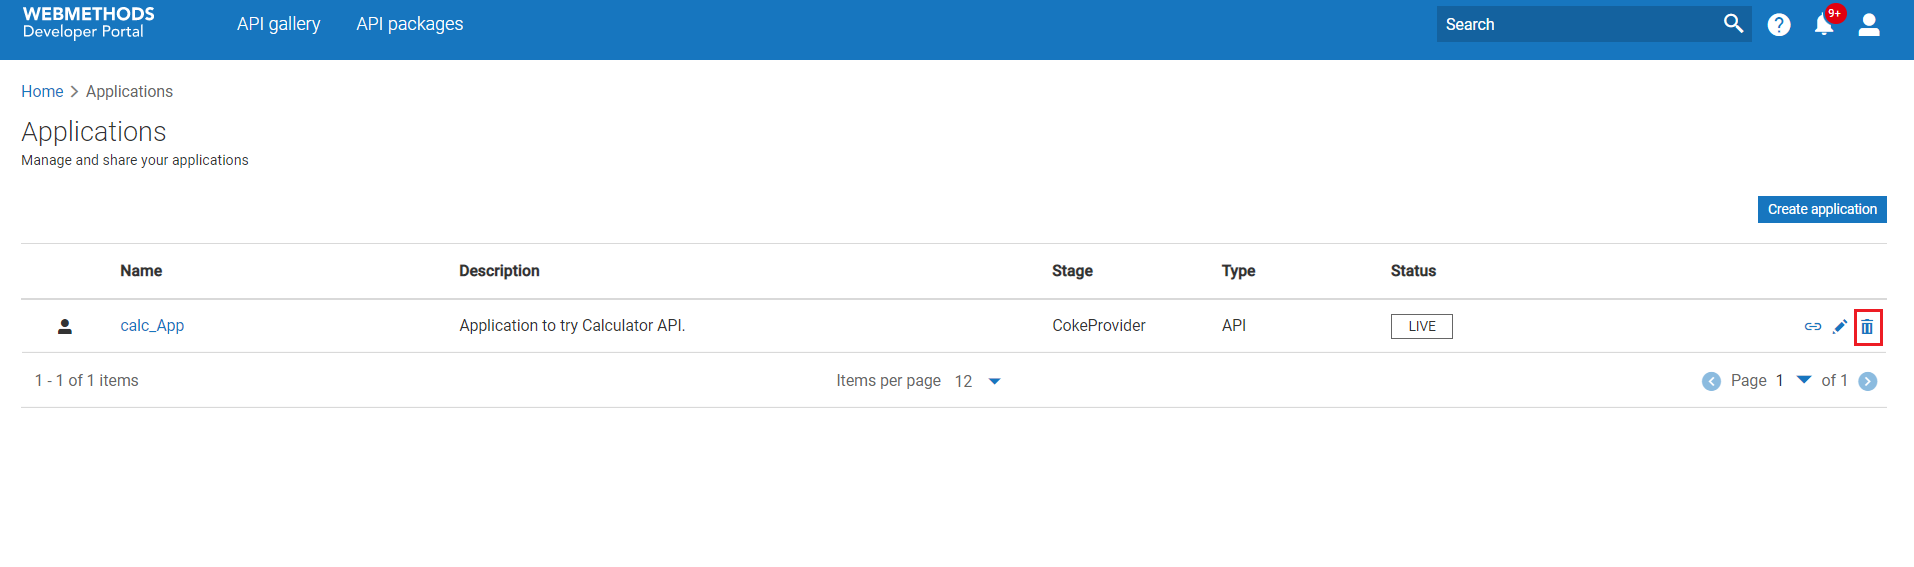 WEBMETHODS
Developer Portal
API gallery API packages
Search
9+
Home Applications
Applications
Manage and share your applications
Create application
Name Description Stage Type Status
calc_App Application to try Calculator API. CokeProvider API LIVE
1 - 1 of 1 items Items per page 12 Page 1 of 1